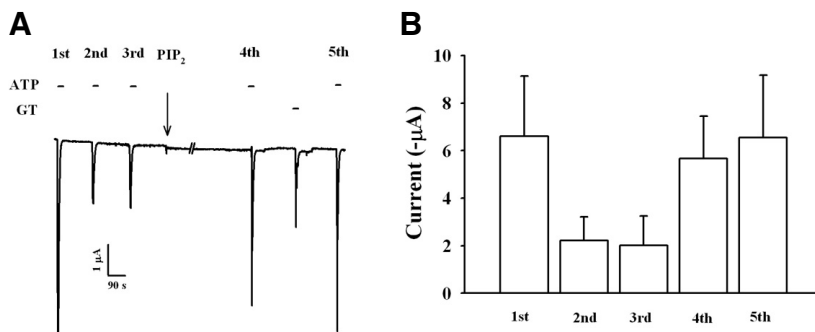 A
1st 2nd 3rd PIP₂ 4th 5th
ATP
GT
1 μA
90 s
B
Current (-μA)
10
8
6
4
2
0
1st 2nd 3rd 4th 5th